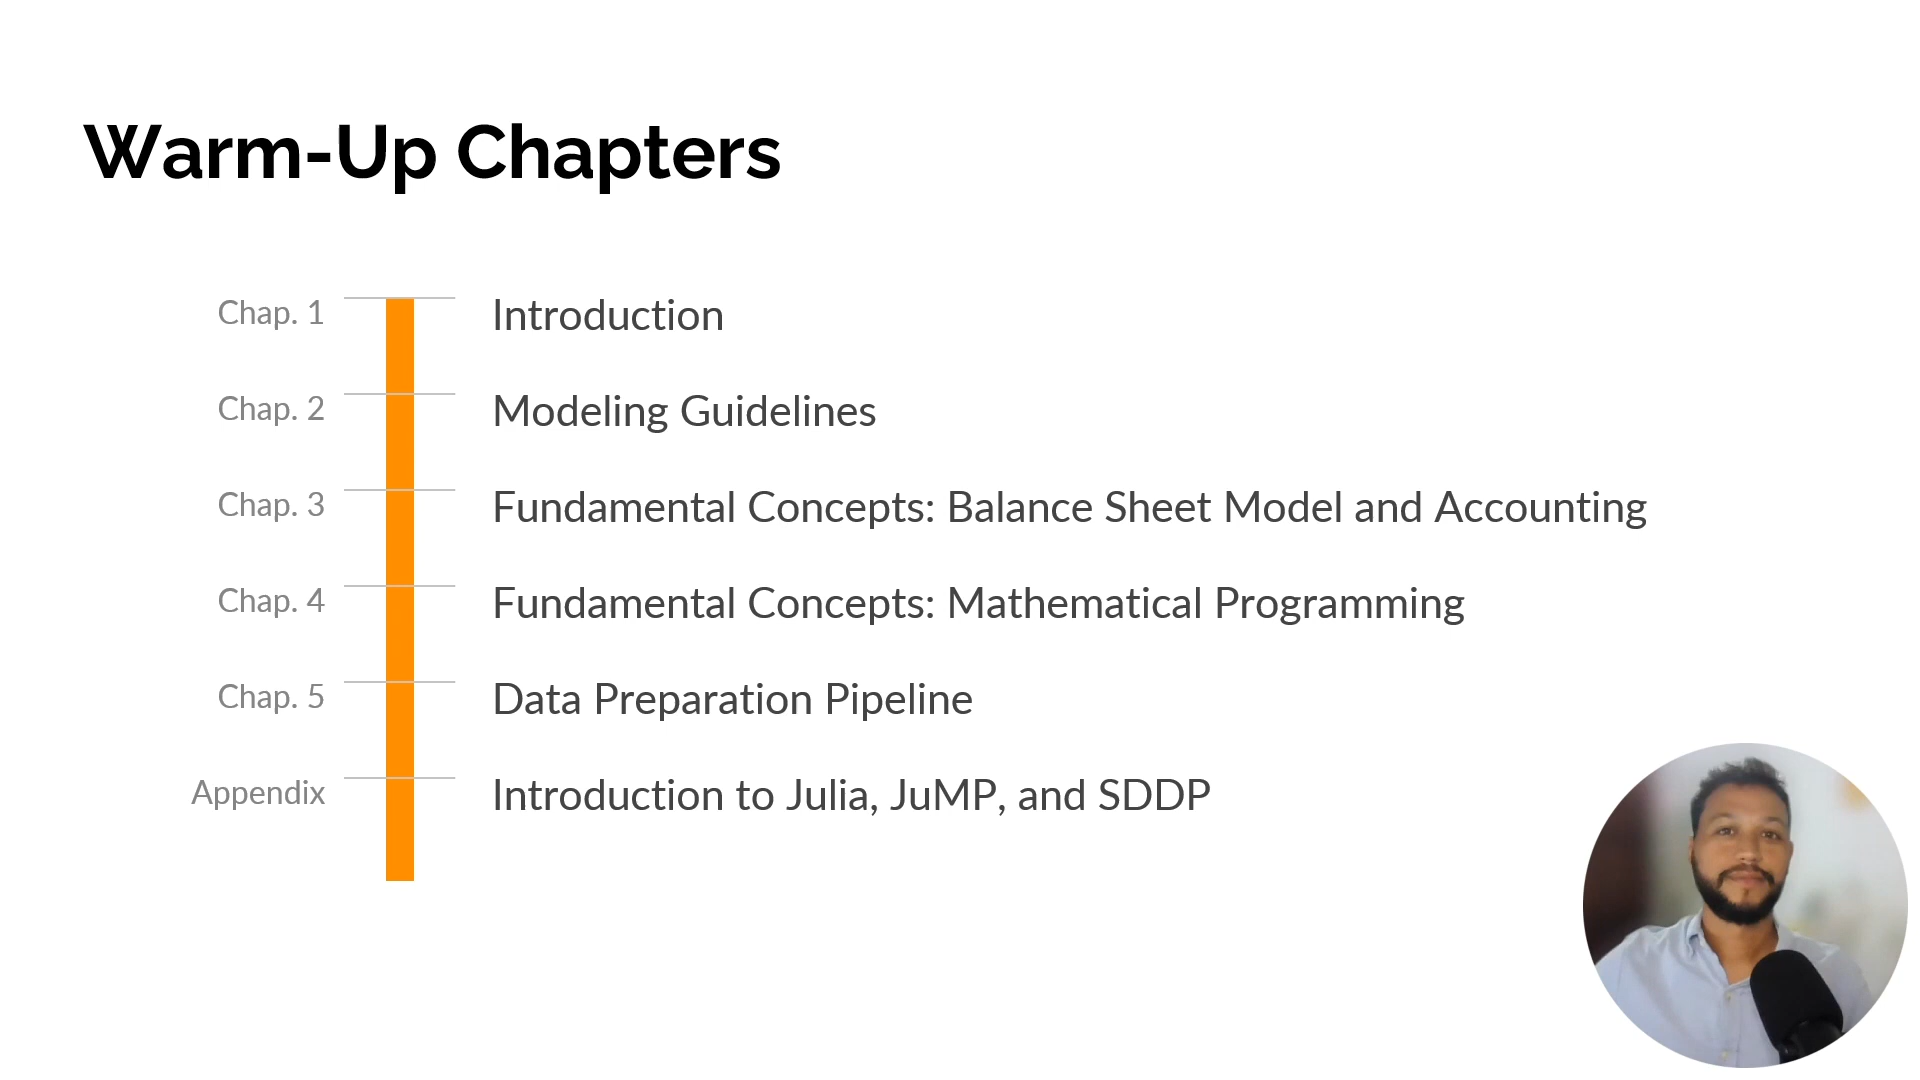 Warm-Up Chapters
Chap. 1 Introduction
Chap. 2 Modeling Guidelines
Chap. 3 Fundamental Concepts: Balance Sheet Model and Accounting
Chap. 4 Fundamental Concepts: Mathematical Programming
Chap. 5 Data Preparation Pipeline
Appendix Introduction to Julia, JuMP, and SDDP